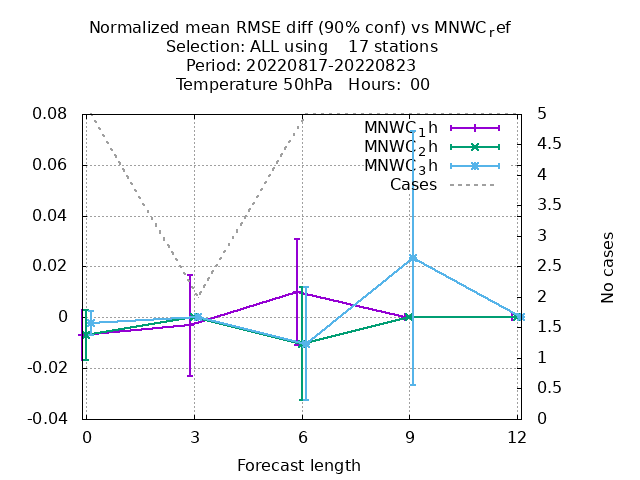 Normalized mean RMSE diff (90% conf) vs MNWC_ref
Selection: ALL using 17 stations
Period: 20220817-20220823
Temperature 50hPa Hours: 00
MNWC_1h
MNWC_2h
MNWC_3h
Cases
0.08
0.06
0.04
0.02
0
-0.02
-0.04
5
4.5
4
3.5
3
2.5
2
1.5
1
0.5
0
No cases
0 3 6 9 12
Forecast length